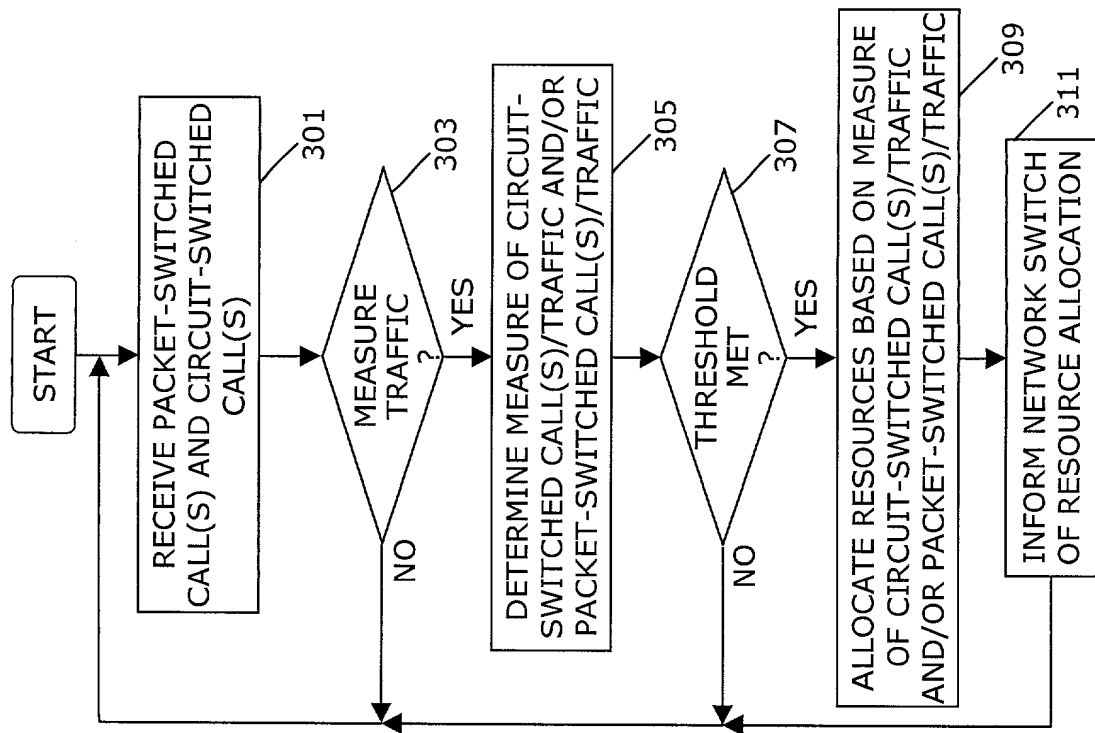 START
RECEIVE PACKET-SWITCHED
CALL(S) AND CIRCUIT-SWITCHED
CALL(S)
301
MEASURE
TRAFFIC
?
303
NO
YES
DETERMINE MEASURE OF CIRCUIT-
SWITCHED CALL(S)/TRAFFIC AND/OR
PACKET-SWITCHED CALL(S)/TRAFFIC
305
THRESHOLD
MET
?
307
NO
YES
ALLOCATE RESOURCES BASED ON MEASURE
OF CIRCUIT-SWITCHED CALL(S)/TRAFFIC
AND/OR PACKET-SWITCHED CALL(S)/TRAFFIC
309
INFORM NETWORK SWITCH
OF RESOURCE ALLOCATION
311